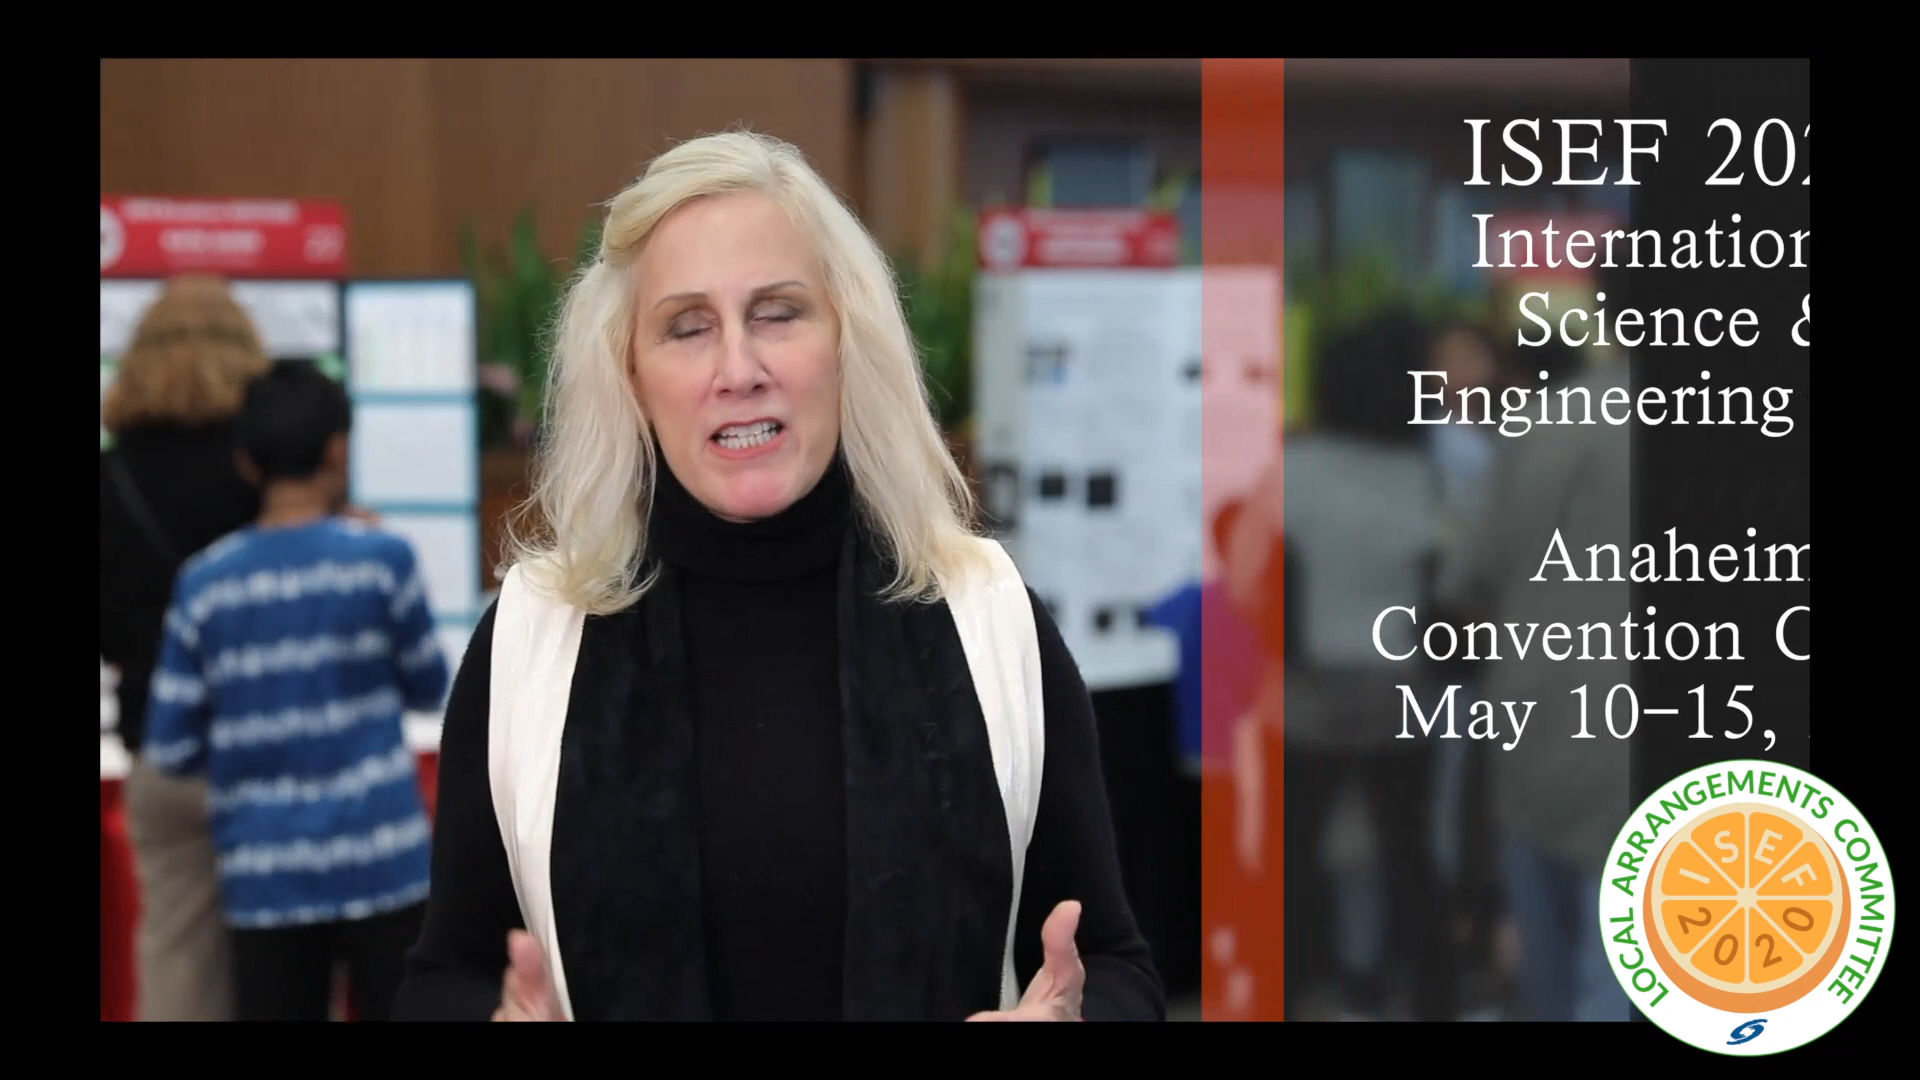 ISEF 202
Internation
Science &
Engineering
Anaheim
Convention C
May 10-15,
LOCAL ARRANGEMENTS COMMITTEE
ISEF
2020